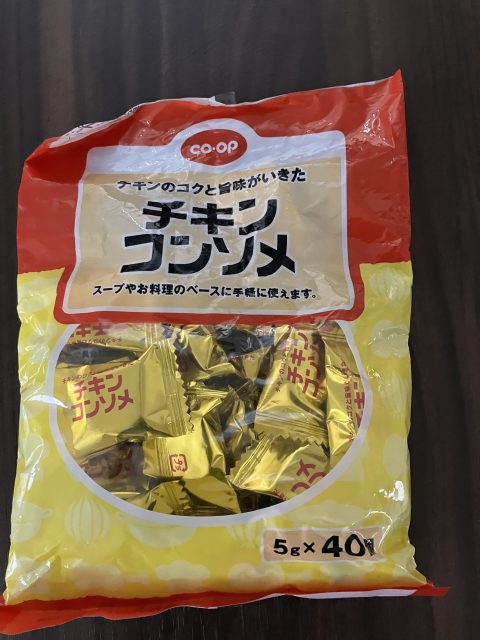 co·op
チキンのコクと旨味がいきた
チキン
コンソメ
スープやお料理のベースに手軽に使えます。
チキン
コンソメ
チキン
コンソメ
5g×40